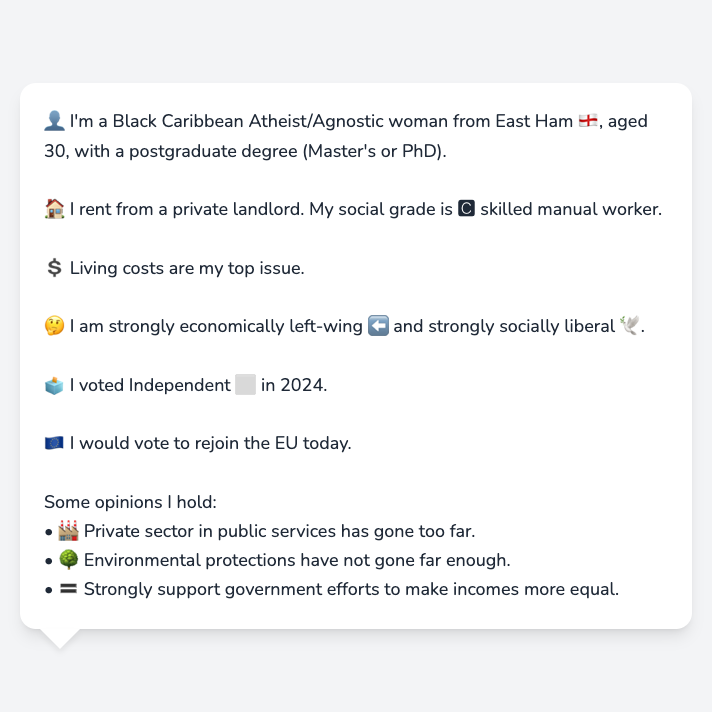 👤 I'm a Black Caribbean Atheist/Agnostic woman from East Ham 🏴󠁧󠁢󠁥󠁮󠁧󠁿, aged
30, with a postgraduate degree (Master's or PhD).
🏠 I rent from a private landlord. My social grade is 🅲 skilled manual worker.
💲 Living costs are my top issue.
🤔 I am strongly economically left-wing ⬅️ and strongly socially liberal 🕊️.
🗳️ I voted Independent ⬜ in 2024.
🇪🇺 I would vote to rejoin the EU today.
Some opinions I hold:
• 🏭 Private sector in public services has gone too far.
• 🌳 Environmental protections have not gone far enough.
• 🟰 Strongly support government efforts to make incomes more equal.